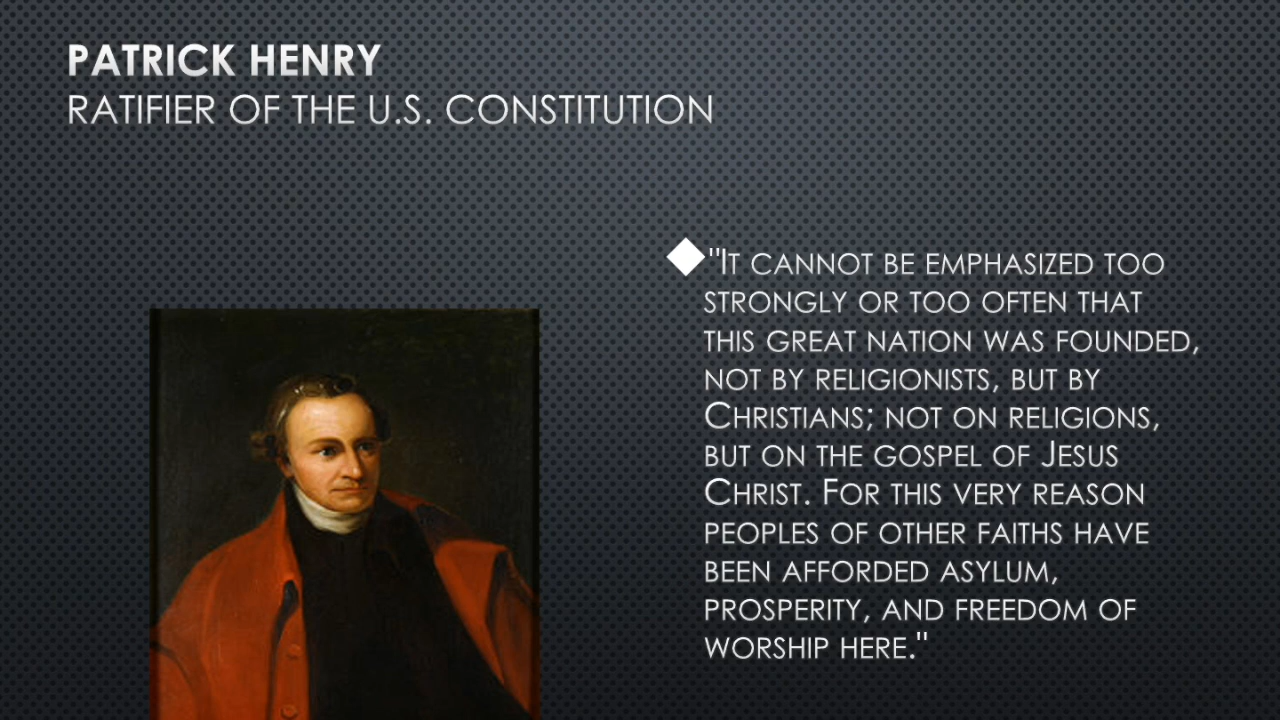 PATRICK HENRY
RATIFIER OF THE U.S. CONSTITUTION
"IT CANNOT BE EMPHASIZED TOO
STRONGLY OR TOO OFTEN THAT
THIS GREAT NATION WAS FOUNDED,
NOT BY RELIGIONISTS, BUT BY
CHRISTIANS; NOT ON RELIGIONS,
BUT ON THE GOSPEL OF JESUS
CHRIST. FOR THIS VERY REASON
PEOPLES OF OTHER FAITHS HAVE
BEEN AFFORDED ASYLUM,
PROSPERITY, AND FREEDOM OF
WORSHIP HERE."